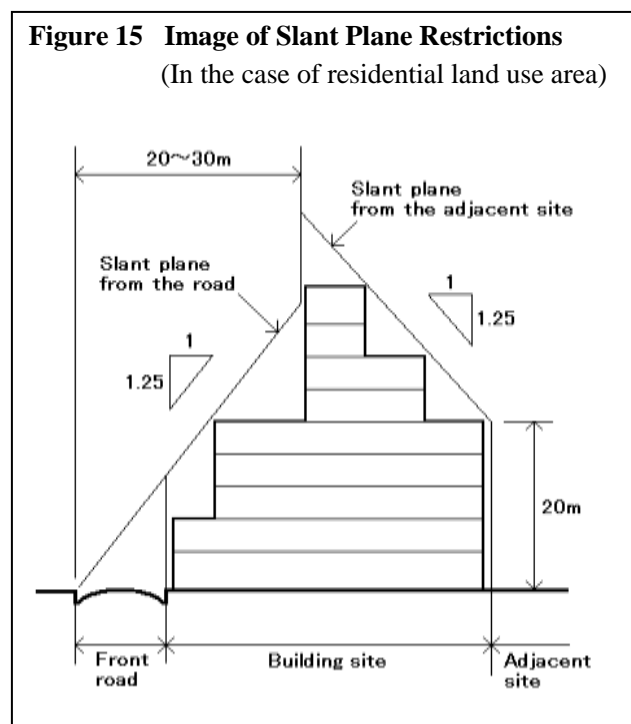 Figure 15 Image of Slant Plane Restrictions
(In the case of residential land use area)
20〜30m
Slant plane
from the adjacent site
Slant plane
from the road
1
1.25
1
1.25
20m
Front
road
Building site
Adjacent
site